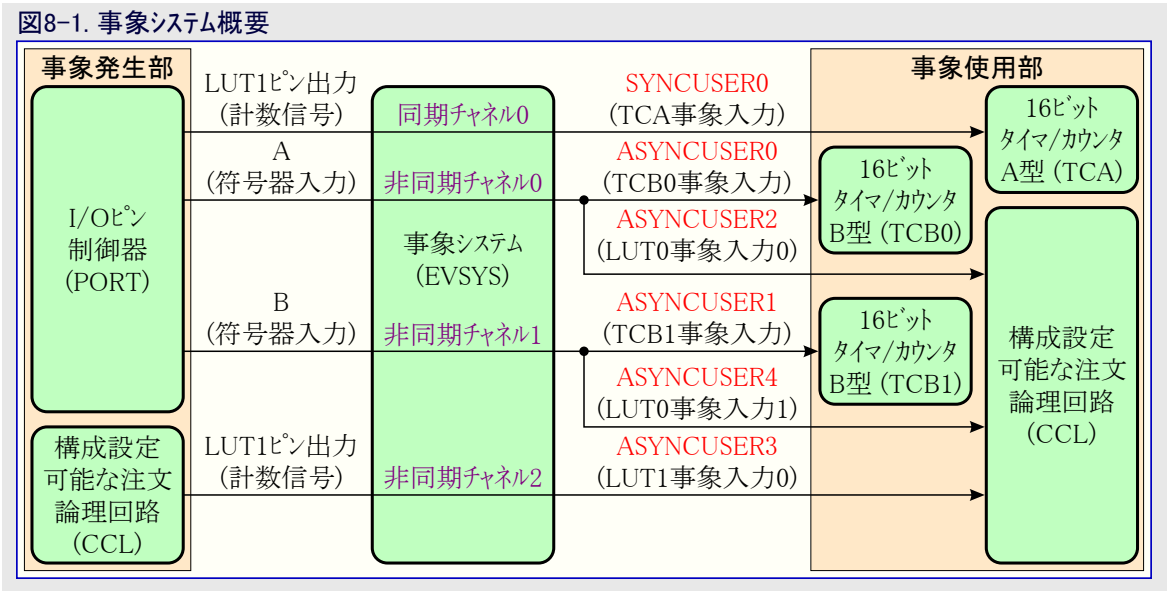 図8-1. 事象システム概要
事象発生部
I/Oピン
制御器
(PORT)
構成設定
可能な注文
論理回路
(CCL)
LUT1ピン出力
(計数信号)
A
(符号器入力)
B
(符号器入力)
LUT1ピン出力
(計数信号)
同期チャネル0
非同期チャネル0
事象システム
(EVSYS)
非同期チャネル1
非同期チャネル2
SYNCUSER0
(TCA事象入力)
ASYNCUSER0
(TCB0事象入力)
ASYNCUSER2
(LUT0事象入力0)
ASYNCUSER1
(TCB1事象入力)
ASYNCUSER4
(LUT0事象入力1)
ASYNCUSER3
(LUT1事象入力0)
事象使用部
16ビット
タイマ/カウンタ
A型 (TCA)
16ビット
タイマ/カウンタ
B型 (TCB0)
16ビット
タイマ/カウンタ
B型 (TCB1)
構成設定
可能な注文
論理回路
(CCL)